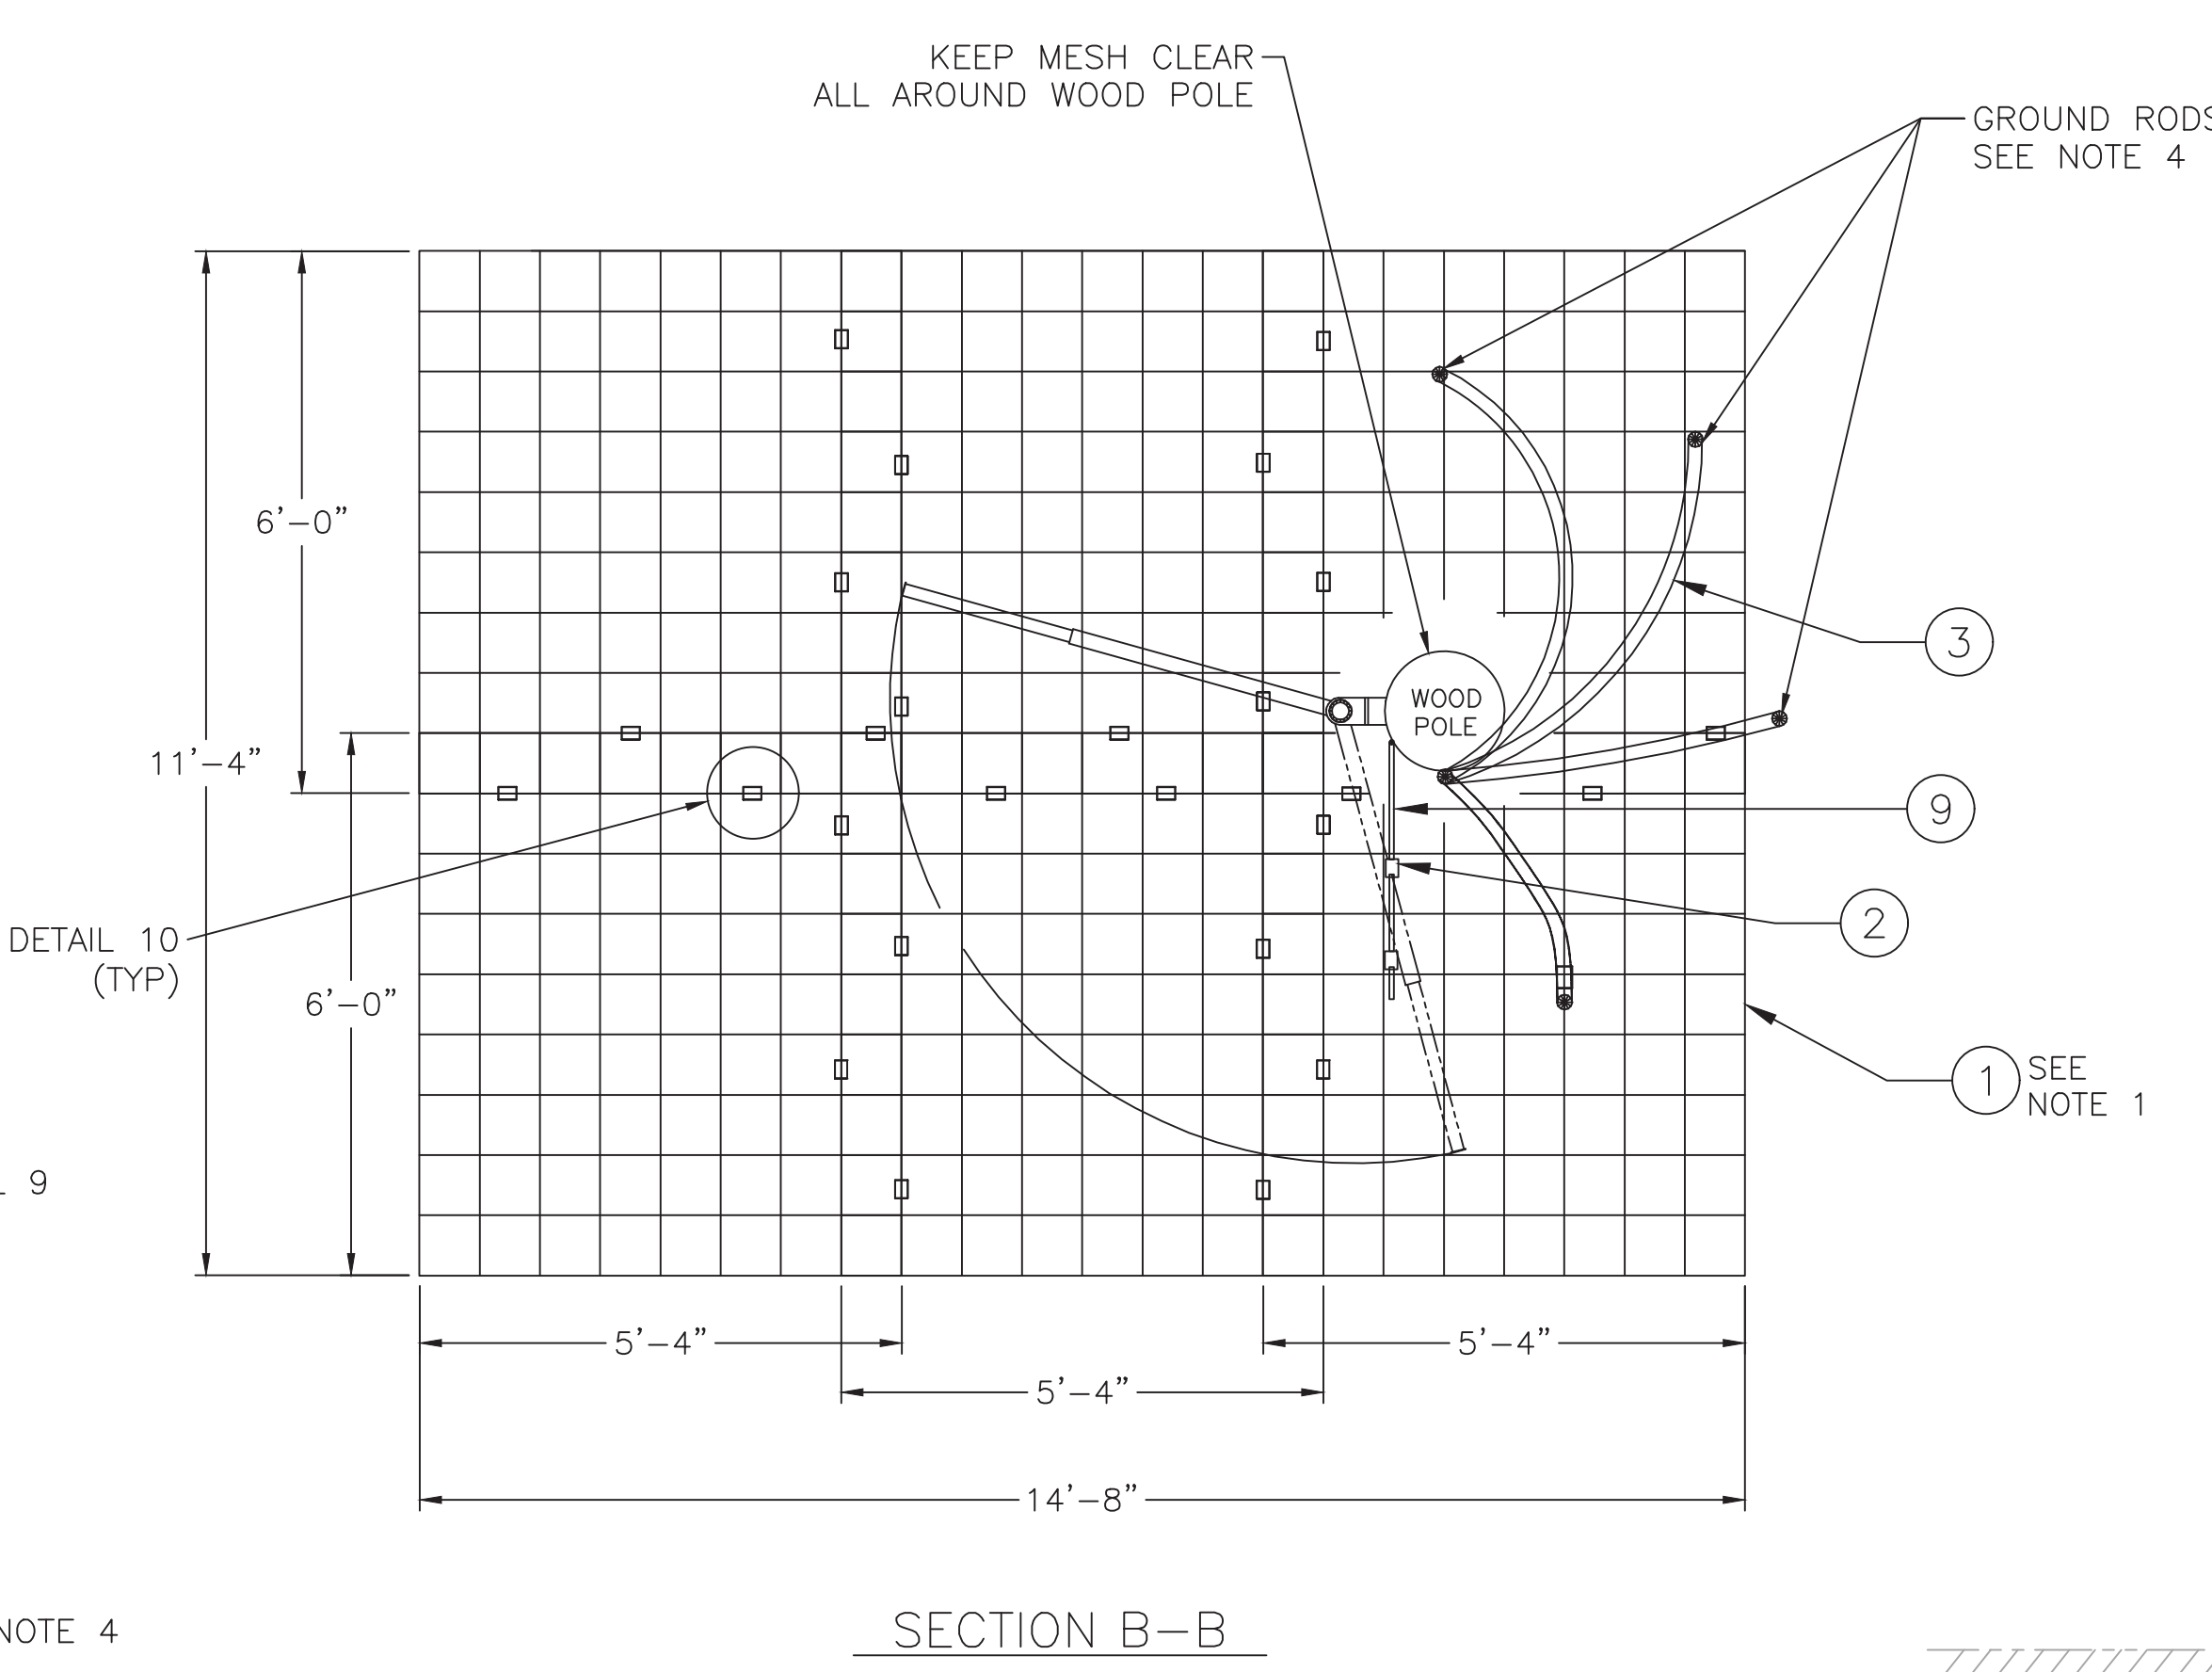 KEEP MESH CLEAR
ALL AROUND WOOD POLE
GROUND RODS
SEE NOTE 4
6’-0”
11’-4”
6’-0”
WOOD
POLE
3
9
2
1
SEE
NOTE 1
DETAIL 10
(TYP)
9
5’-4”
5’-4”
5’-4”
14’-8”
NOTE 4
SECTION B-B